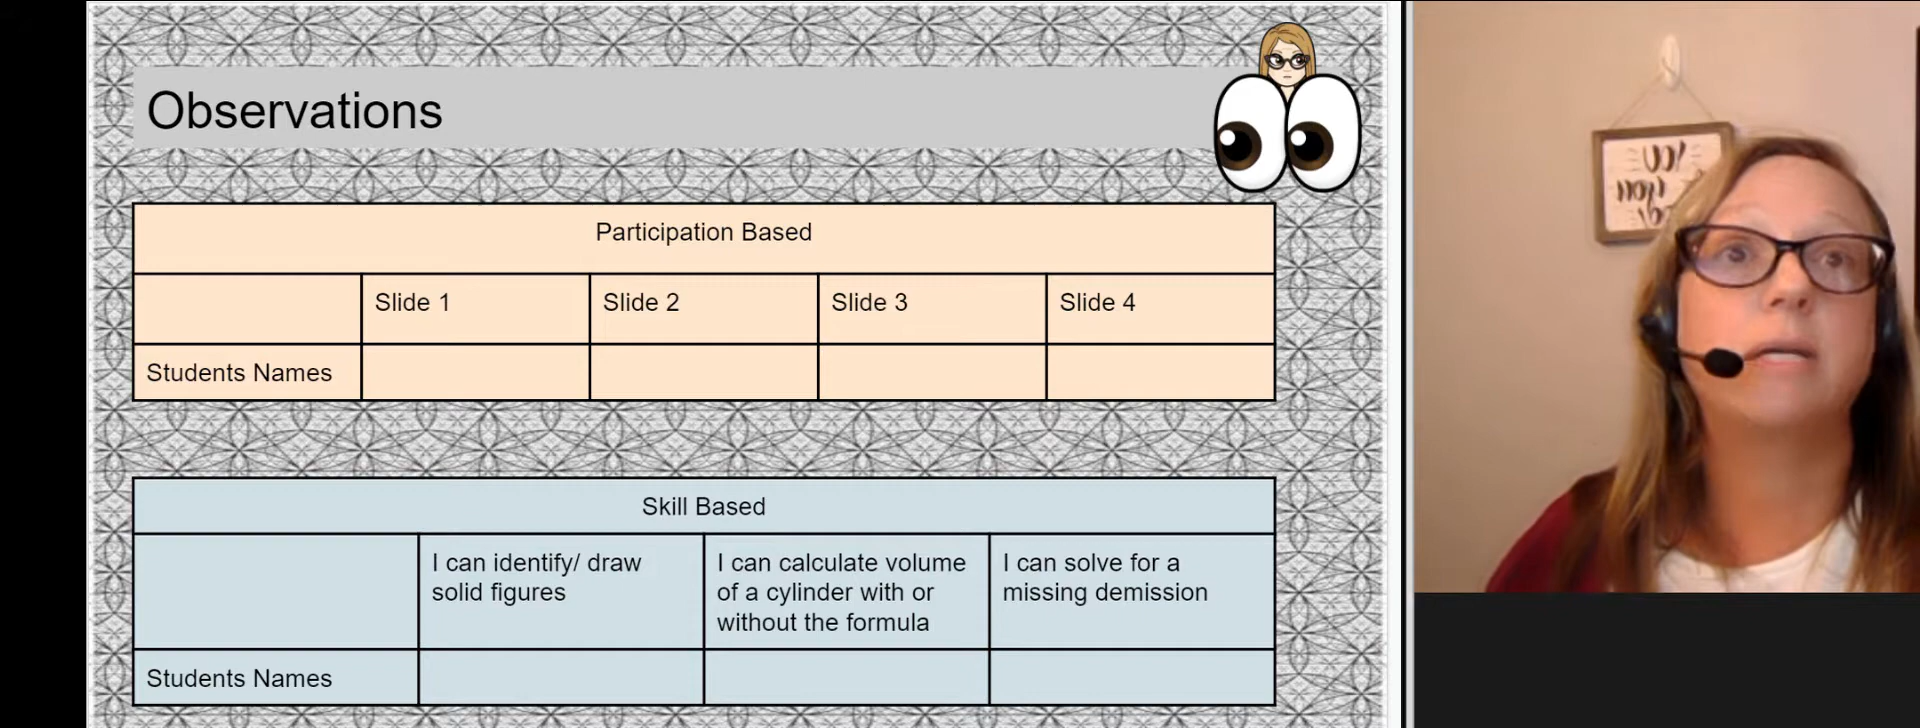 Observations
Participation Based
Slide 1 Slide 2 Slide 3 Slide 4
Students Names
Skill Based
I can identify/ draw
solid figures
I can calculate volume
of a cylinder with or
without the formula
I can solve for a
missing demission
Students Names